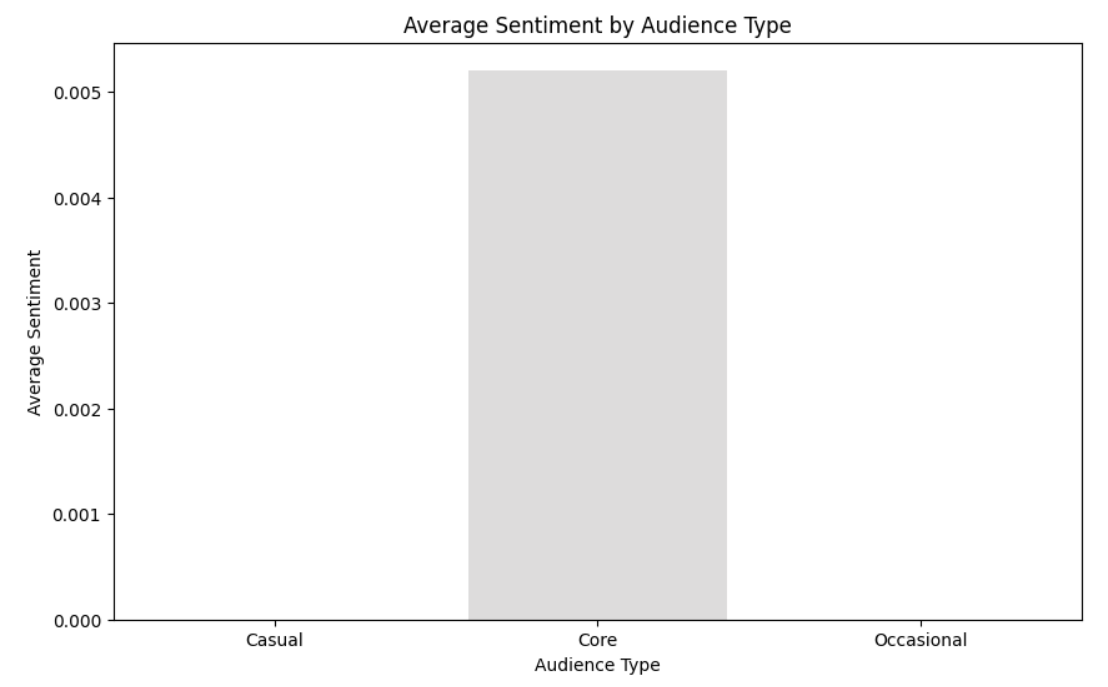 Average Sentiment by Audience Type
Average Sentiment
0.005
0.004
0.003
0.002
0.001
0.000
Casual
Core
Occasional
Audience Type